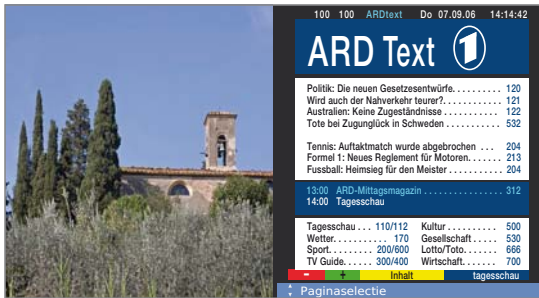 100 100 ARDtext Do 07.09.06 14:14:42
ARD Text 1
Politik: Die neuen Gesetzesentwürfe. . . . . . . . . 120
Wird auch der Nahverkehr teurer?. . . . . . . . . . . 121
Australien: Keine Zugeständnisse . . . . . . . . . . . 122
Tote bei Zugunglück in Schweden . . . . . . . . . . 532
Tennis: Auftaktmatch wurde abgebrochen . . . 204
Formel 1: Neues Reglement für Motoren. . . . . . . 213
Fussball: Heimsieg für den Meister . . . . . . . . . . 204
13:00 ARD-Mittagsmagazin . . . . . . . . . . . . . . . . 312
14:00 Tagesschau
Tagesschau . . . 110/112 Kultur . . . . . . . . . 500
Wetter. . . . . . . . . . 170 Gesellschaft . . . . . 530
Sport. . . . . . . . . 200/600 Lotto/Toto. . . . . . 666
TV Guide. . . . . . 300/400 Wirtschaft. . . . . . . 700
- + Inhalt tagesschau
Paginaselectie